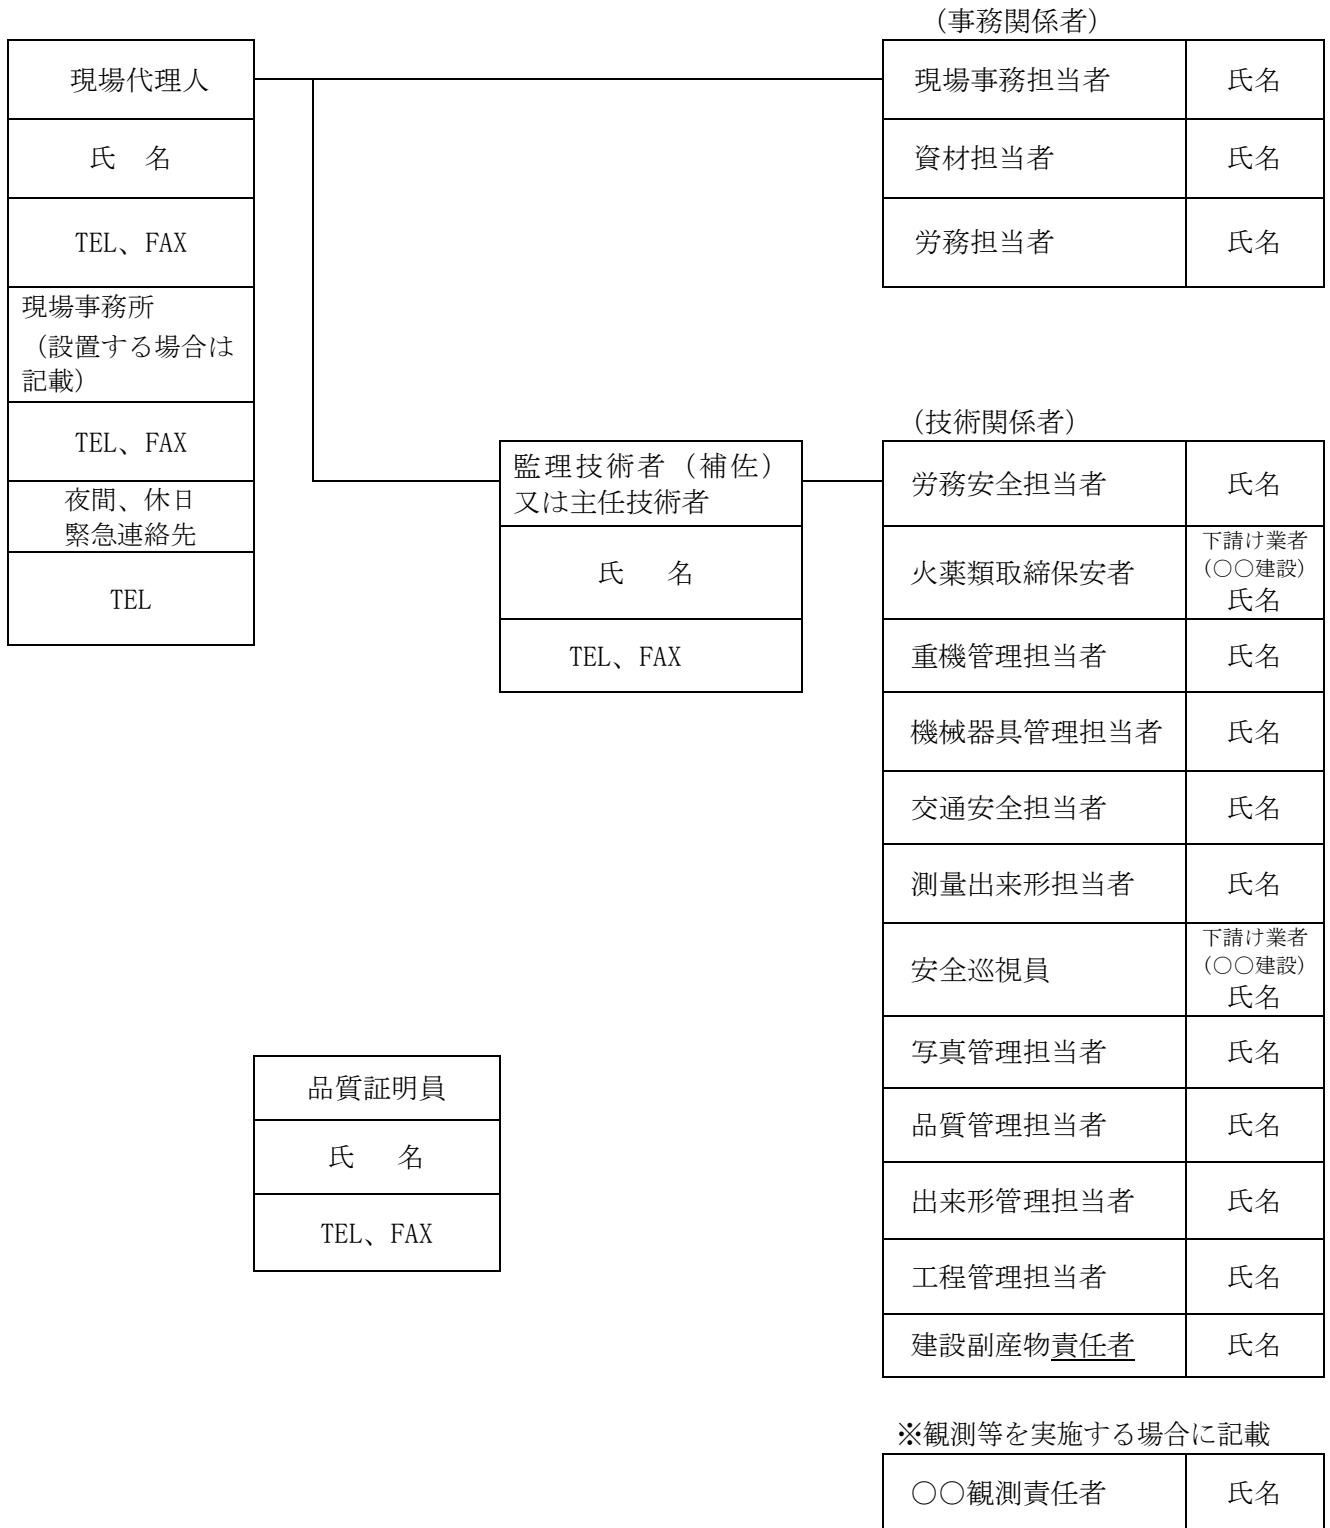 現場代理人
氏　名
TEL、FAX
現場事務所
（設置する場合は
記載）
TEL、FAX
夜間、休日
緊急連絡先
TEL
（事務関係者）
現場事務担当者 氏名
資材担当者 氏名
労務担当者 氏名
監理技術者（補佐）
又は主任技術者
氏　名
TEL、FAX
（技術関係者）
労務安全担当者 氏名
火薬類取締保安者
下請け業者
（○○建設）
氏名
重機管理担当者 氏名
機械器具管理担当者 氏名
交通安全担当者 氏名
測量出来形担当者 氏名
安全巡視員
下請け業者
（○○建設）
氏名
写真管理担当者 氏名
品質管理担当者 氏名
出来形管理担当者 氏名
工程管理担当者 氏名
建設副産物責任者 氏名
品質証明員
氏　名
TEL、FAX
※観測等を実施する場合に記載
○○観測責任者 氏名